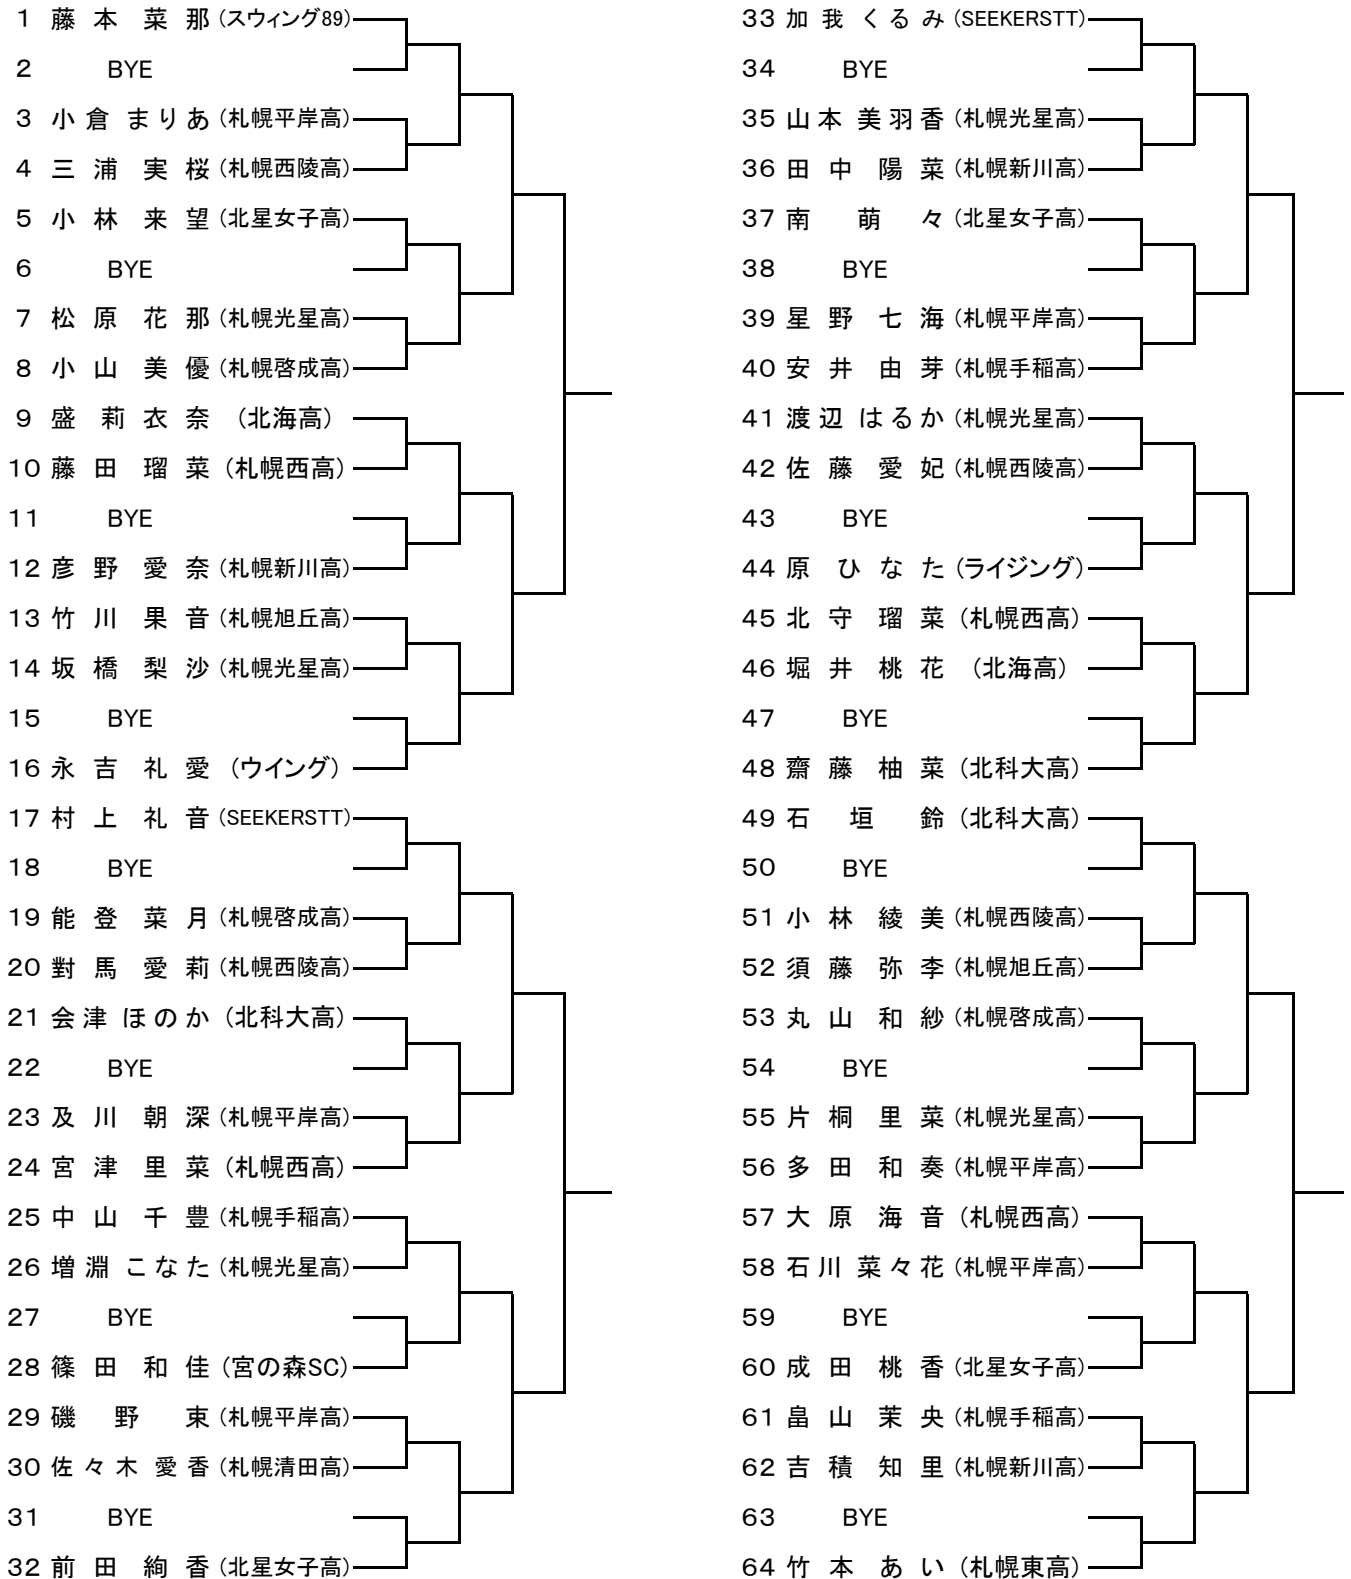 1 藤本菜那 (スウィング89)
2 BYE
3 小倉まりあ (札幌平岸高)
4 三浦実桜 (札幌西陵高)
5 小林来望 (北星女子高)
6 BYE
7 松原花那 (札幌光星高)
8 小山美優 (札幌啓成高)
9 盛莉衣奈 (北海高)
10 藤田瑠菜 (札幌西高)
11 BYE
12 彦野愛奈 (札幌新川高)
13 竹川果音 (札幌旭丘高)
14 坂橋梨沙 (札幌光星高)
15 BYE
16 永吉礼愛 (ウイング)
17 村上礼音 (SEEKERSTT)
18 BYE
19 能登菜月 (札幌啓成高)
20 對馬愛莉 (札幌西陵高)
21 会津ほのか (北科大高)
22 BYE
23 及川朝深 (札幌平岸高)
24 宮津里菜 (札幌西高)
25 中山千豊 (札幌手稲高)
26 増淵こなた (札幌光星高)
27 BYE
28 篠田和佳 (宮の森SC)
29 磯野束 (札幌平岸高)
30 佐々木愛香 (札幌清田高)
31 BYE
32 前田絢香 (北星女子高)
33 加我くるみ (SEEKERSTT)
34 BYE
35 山本美羽香 (札幌光星高)
36 田中陽菜 (札幌新川高)
37 南萌々 (北星女子高)
38 BYE
39 星野七海 (札幌平岸高)
40 安井由芽 (札幌手稲高)
41 渡辺はるか (札幌光星高)
42 佐藤愛妃 (札幌西陵高)
43 BYE
44 原ひなた (ライジング)
45 北守瑠菜 (札幌西高)
46 堀井桃花 (北海高)
47 BYE
48 齋藤柚菜 (北科大高)
49 石垣鈴 (北科大高)
50 BYE
51 小林綾美 (札幌西陵高)
52 須藤弥李 (札幌旭丘高)
53 丸山和紗 (札幌啓成高)
54 BYE
55 片桐里菜 (札幌光星高)
56 多田和奏 (札幌平岸高)
57 大原海音 (札幌西高)
58 石川菜々花 (札幌平岸高)
59 BYE
60 成田桃香 (北星女子高)
61 畠山茉央 (札幌手稲高)
62 吉積知里 (札幌新川高)
63 BYE
64 竹本あい (札幌東高)